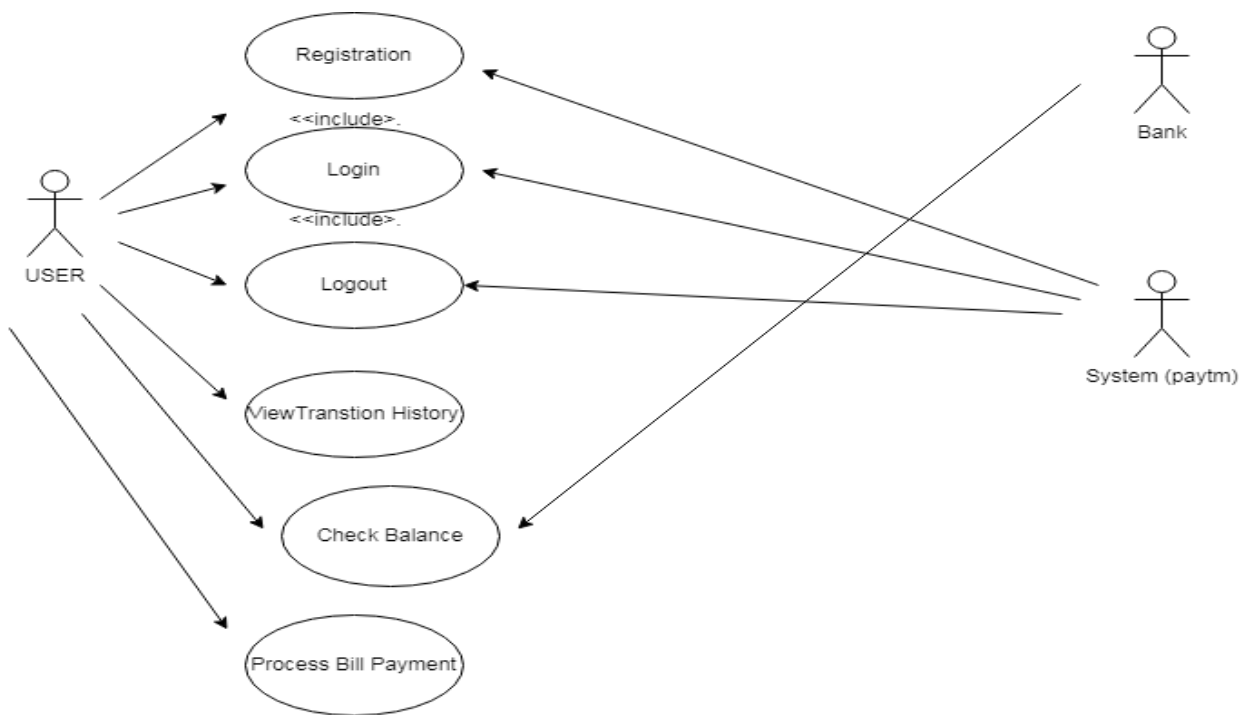 Registration
<<include>.
Login
<<include>.
Logout
ViewTranstion History
Check Balance
Process Bill Payment
USER
Bank
System (paytm)